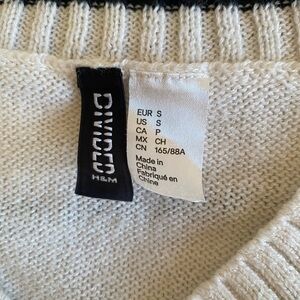 DIVIDED
H&M
EUR S
US S
CA P
MX CH
CN 165/88A
Made in
China
Fabriqué en
Chine